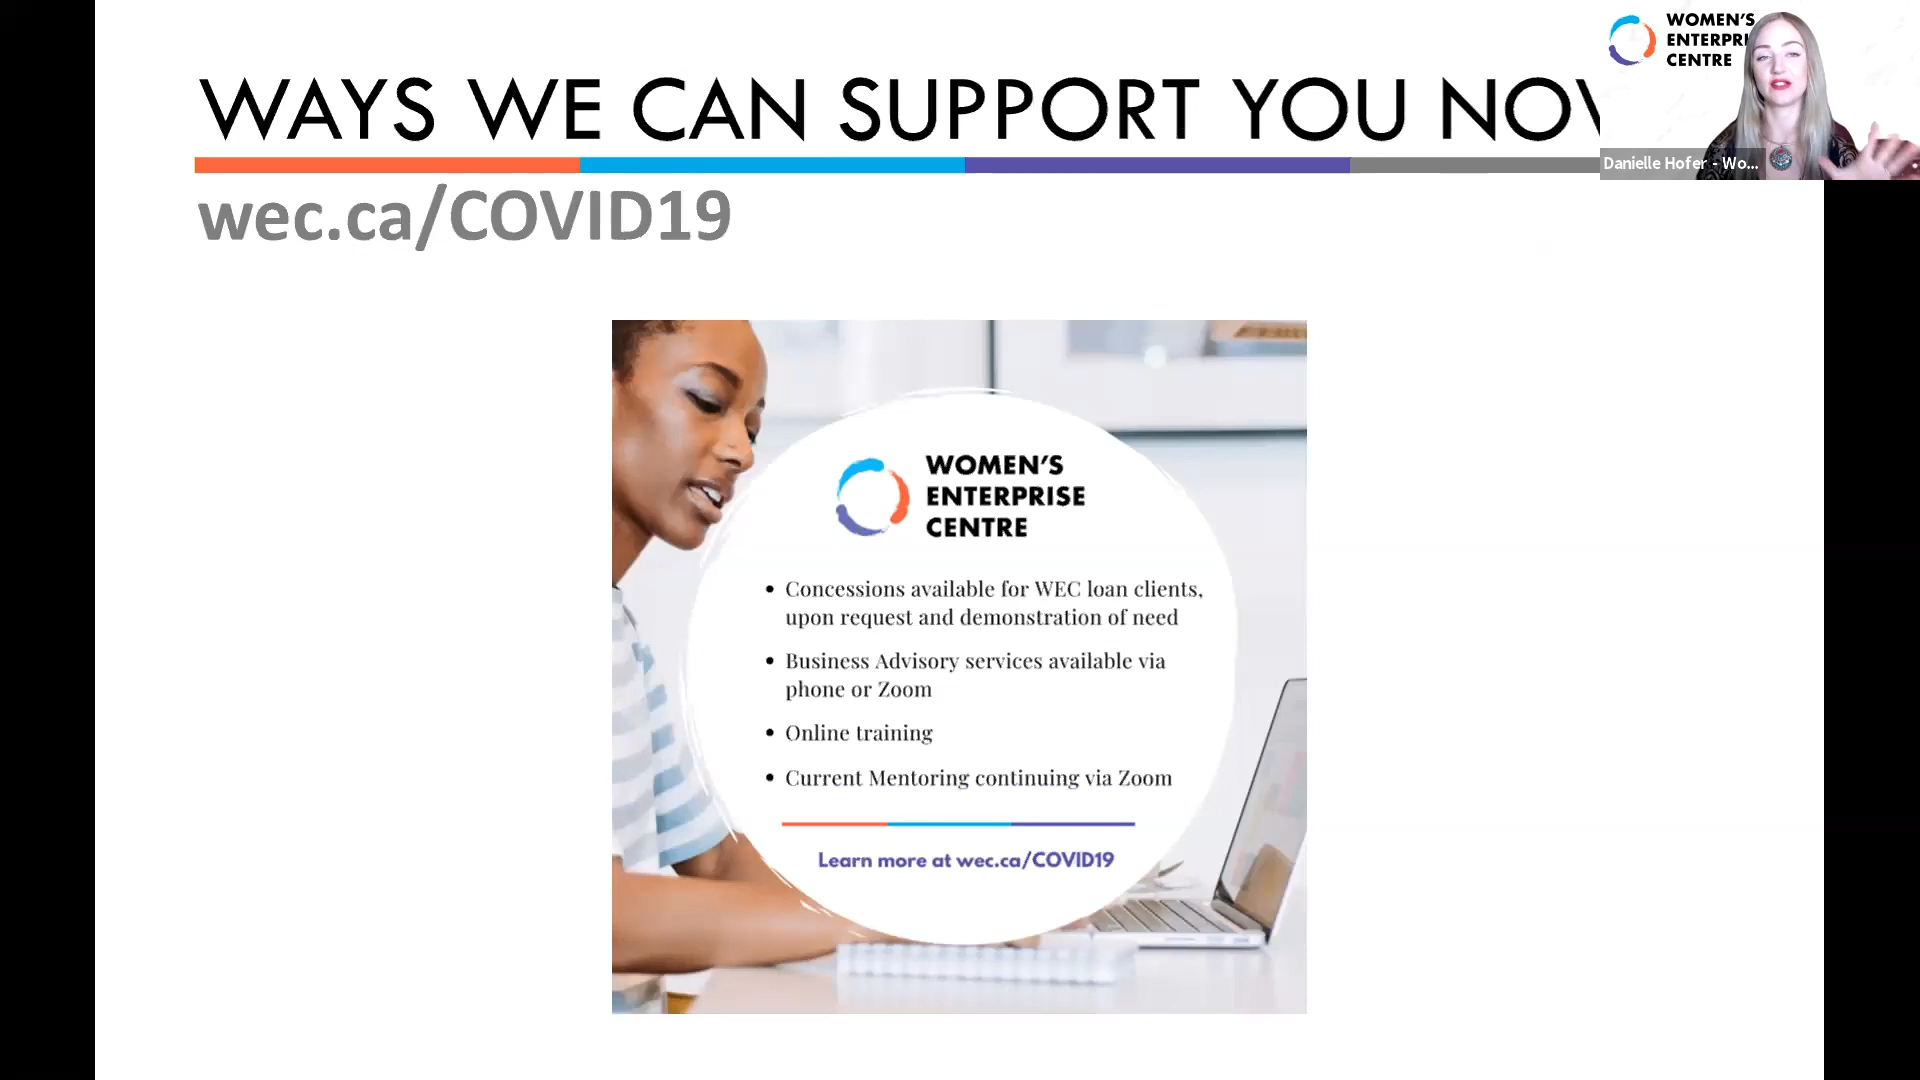 WAYS WE CAN SUPPORT YOU NOW
wec.ca/COVID19
WOMEN'S
ENTERPRI
CENTRE
Danielle Hofer - Wo...
WOMEN'S
ENTERPRISE
CENTRE
• Concessions available for WEC loan clients,
upon request and demonstration of need
• Business Advisory services available via
phone or Zoom
• Online training
• Current Mentoring continuing via Zoom
Learn more at wec.ca/COVID19